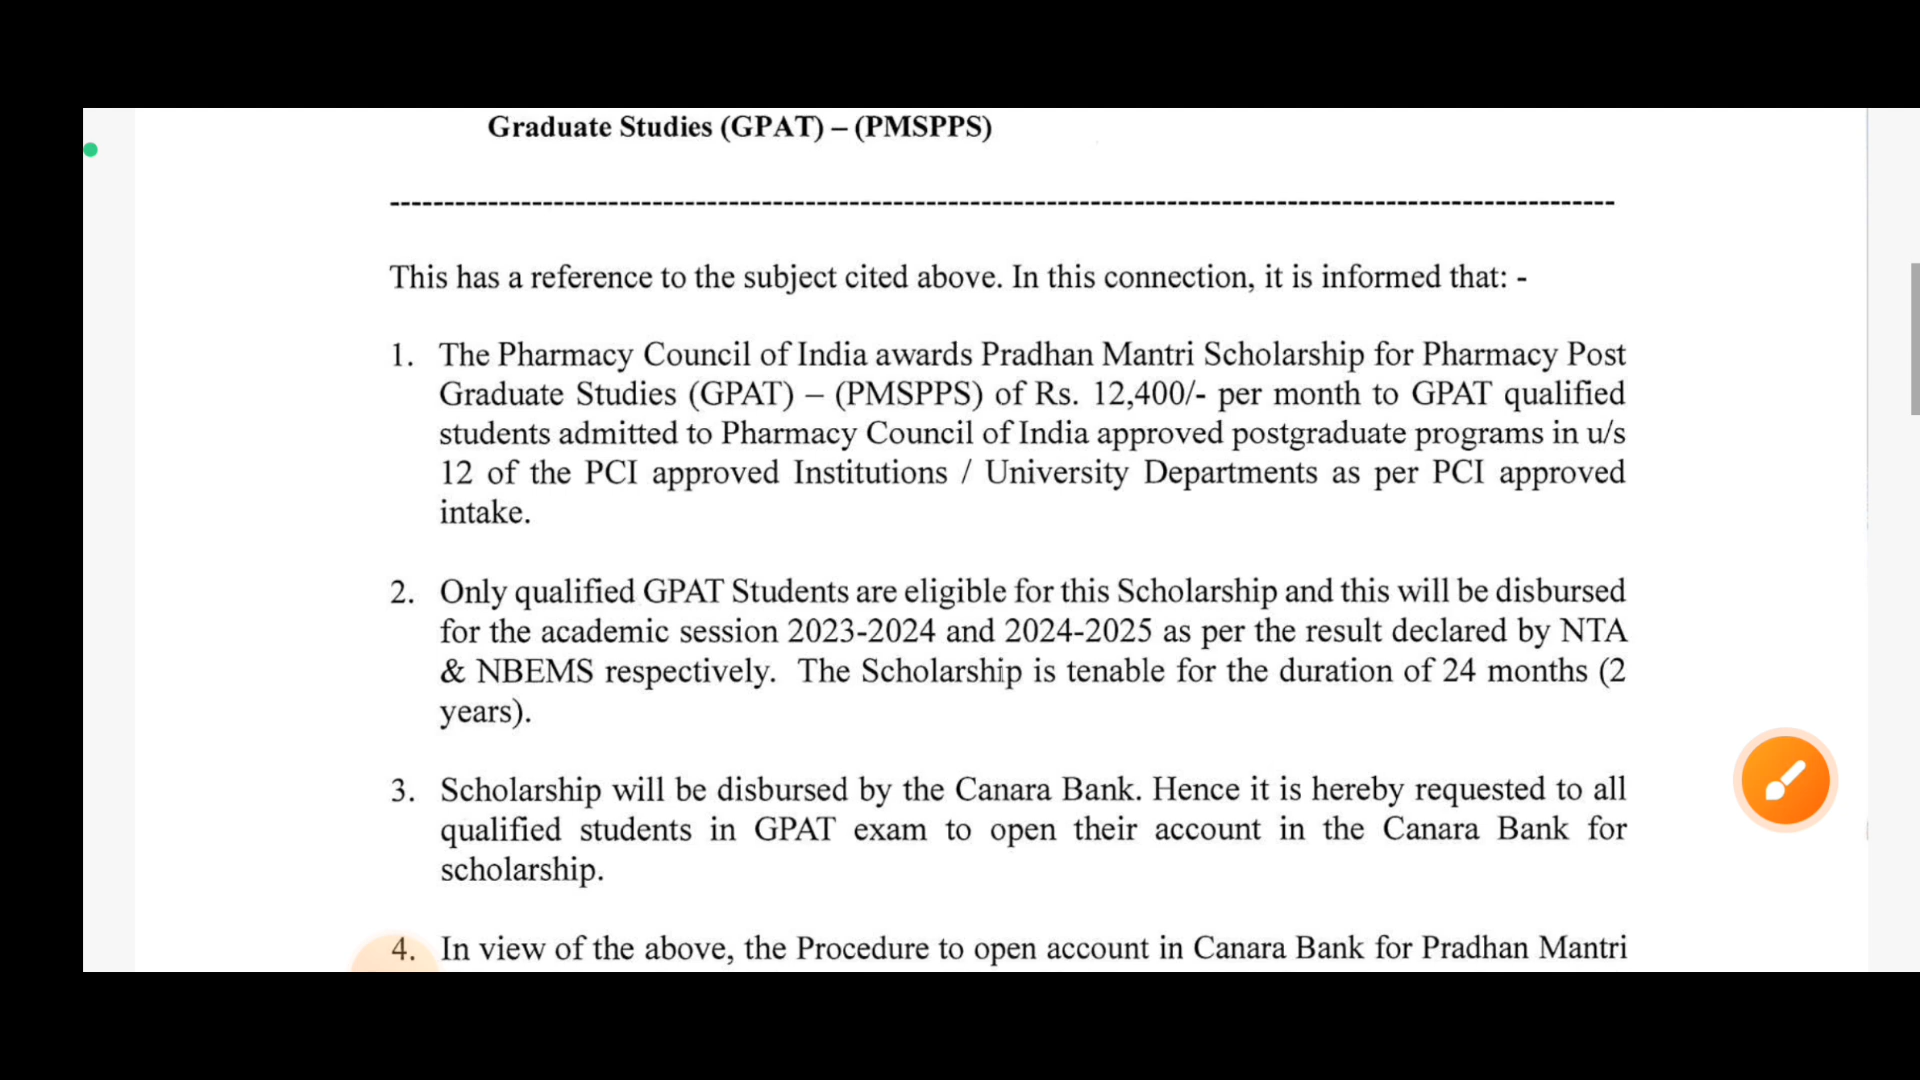 Graduate Studies (GPAT) – (PMSPPS)
--------------------------------------------------------------------------------------------------------------
This has a reference to the subject cited above. In this connection, it is informed that: -
1. The Pharmacy Council of India awards Pradhan Mantri Scholarship for Pharmacy Post
Graduate Studies (GPAT) – (PMSPPS) of Rs. 12,400/- per month to GPAT qualified
students admitted to Pharmacy Council of India approved postgraduate programs in u/s
12 of the PCI approved Institutions / University Departments as per PCI approved
intake.
2. Only qualified GPAT Students are eligible for this Scholarship and this will be disbursed
for the academic session 2023-2024 and 2024-2025 as per the result declared by NTA
& NBEMS respectively. The Scholarship is tenable for the duration of 24 months (2
years).
3. Scholarship will be disbursed by the Canara Bank. Hence it is hereby requested to all
qualified students in GPAT exam to open their account in the Canara Bank for
scholarship.
4. In view of the above, the Procedure to open account in Canara Bank for Pradhan Mantri